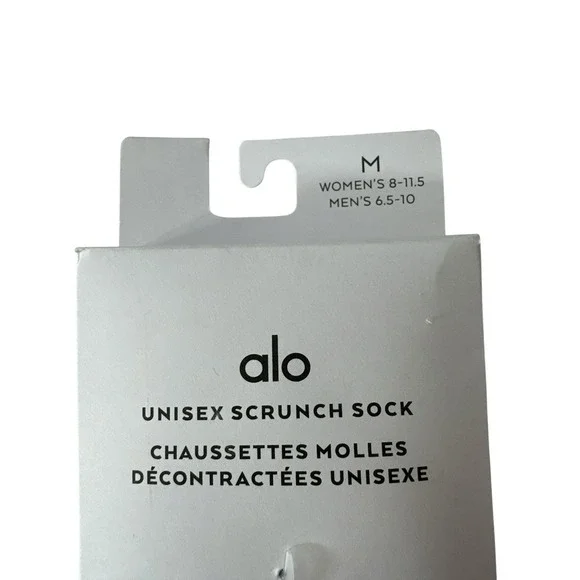 M
WOMEN'S 8-11.5
MEN'S 6.5-10
alo
UNISEX SCRUNCH SOCK
CHAUSSETTES MOLLES
DÉCONTRACTÉES UNISEXE